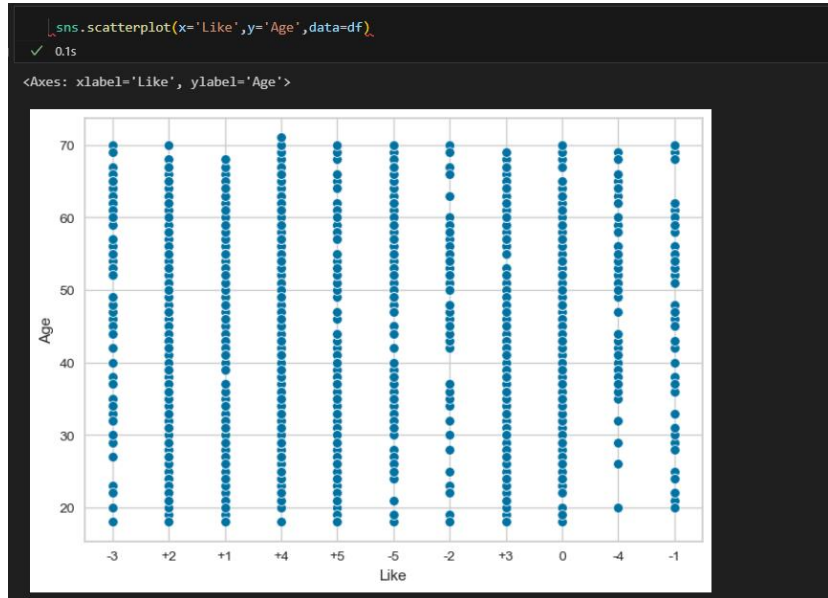 sns.scatterplot(x='Like',y='Age',data=df)
0.1s
<Axes: xlabel='Like', ylabel='Age'>
70
60
50
40
30
20
Age
-3 +2 +1 +4 +5 -5 -2 +3 0 -4 -1
Like